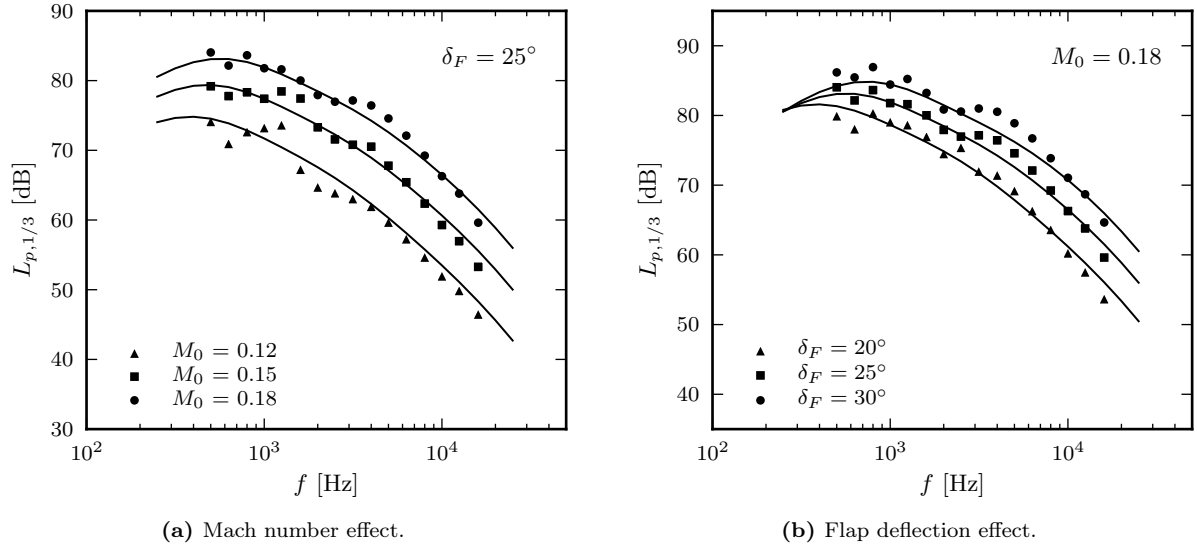 90
80
70
60
50
40
30
L_{p,1/3} [dB]
δ_F = 25°
M_0 = 0.12
M_0 = 0.15
M_0 = 0.18
10^2 10^3 10^4
f [Hz]
(a) Mach number effect.
90
80
70
60
50
40
L_{p,1/3} [dB]
M_0 = 0.18
δ_F = 20°
δ_F = 25°
δ_F = 30°
10^2 10^3 10^4
f [Hz]
(b) Flap deflection effect.